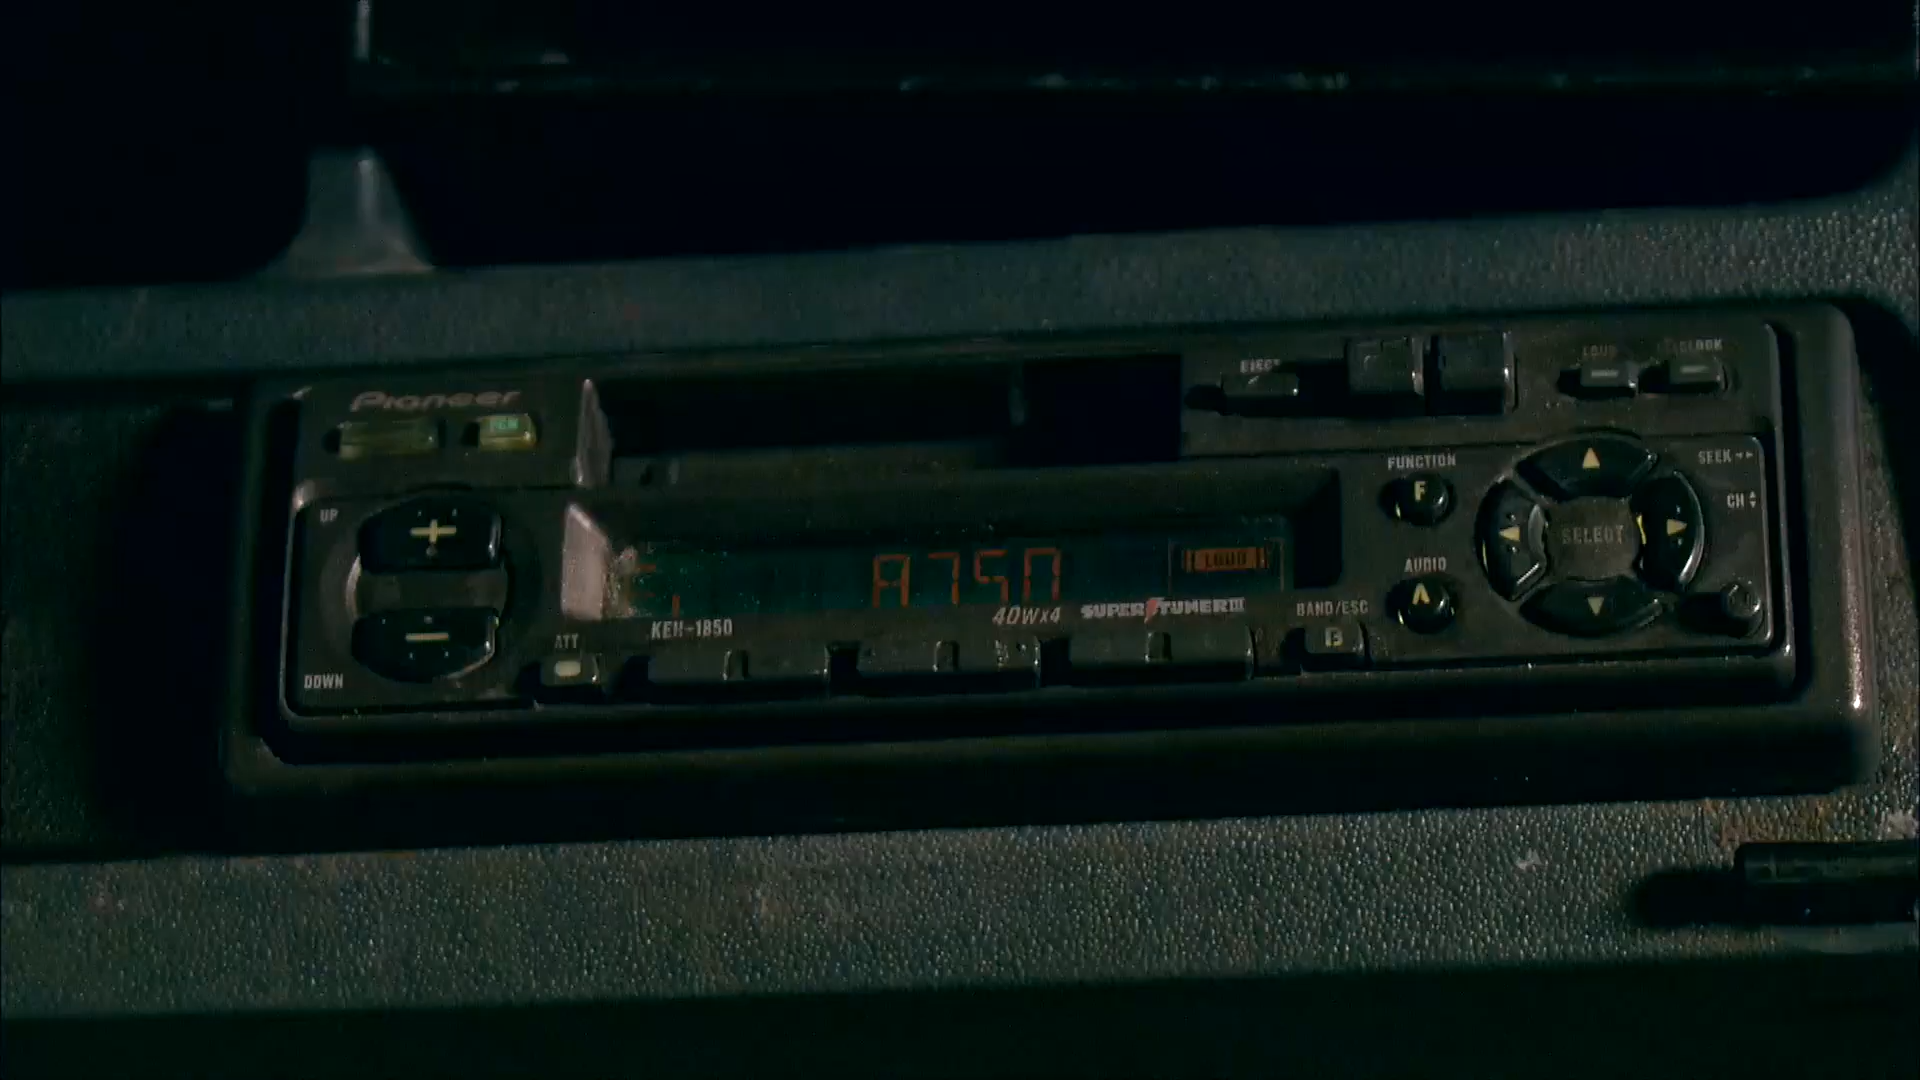 Pioneer
EJECT
LOUD
CLOCK
UP
+
FUNCTION
F
SEEK
CH
SELECT
A750
LOUD
AUDIO
A
KEH-1850
40Wx4
SUPER TUNER III
BAND/ESC
B
ATT
DOWN